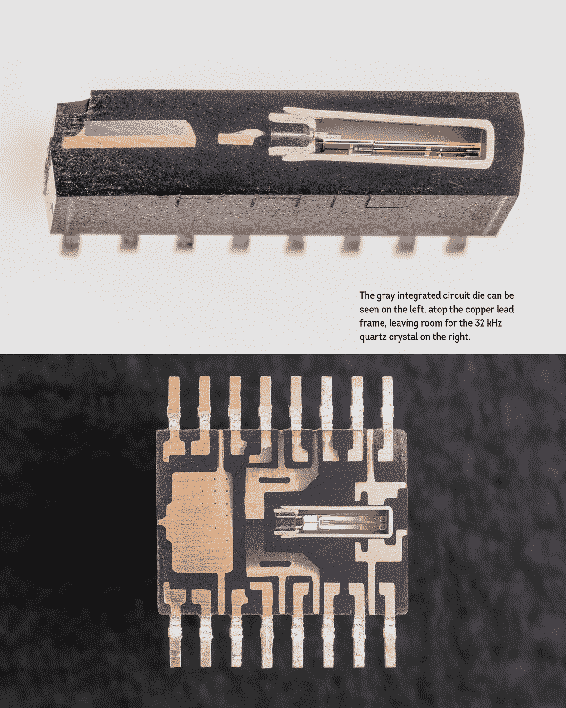 The gray integrated circuit die can be
seen on the left, atop the copper lead
frame, leaving room for the 32 kHz
quartz crystal on the right.